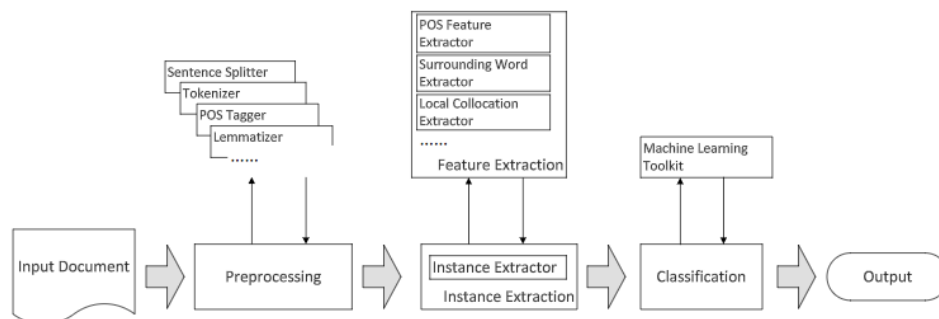 POS Feature
Extractor
Surrounding Word
Extractor
Local Collocation
Extractor
......
Feature Extraction
Sentence Splitter
Tokenizer
POS Tagger
Lemmatizer
......
Machine Learning
Toolkit
Input Document
Preprocessing
Instance Extractor
Instance Extraction
Classification
Output